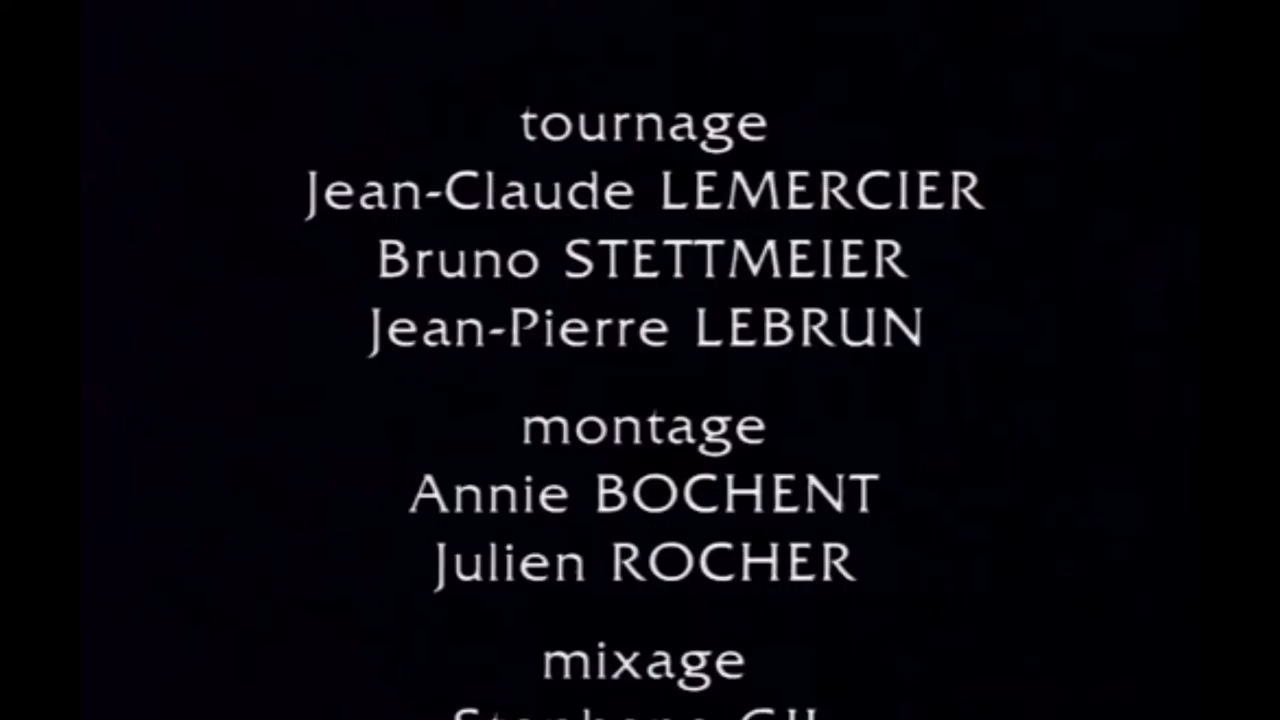 tournage
Jean-Claude LEMERCIER
Bruno STETTMEIER
Jean-Pierre LEBRUN
montage
Annie BOCHENT
Julien ROCHER
mixage